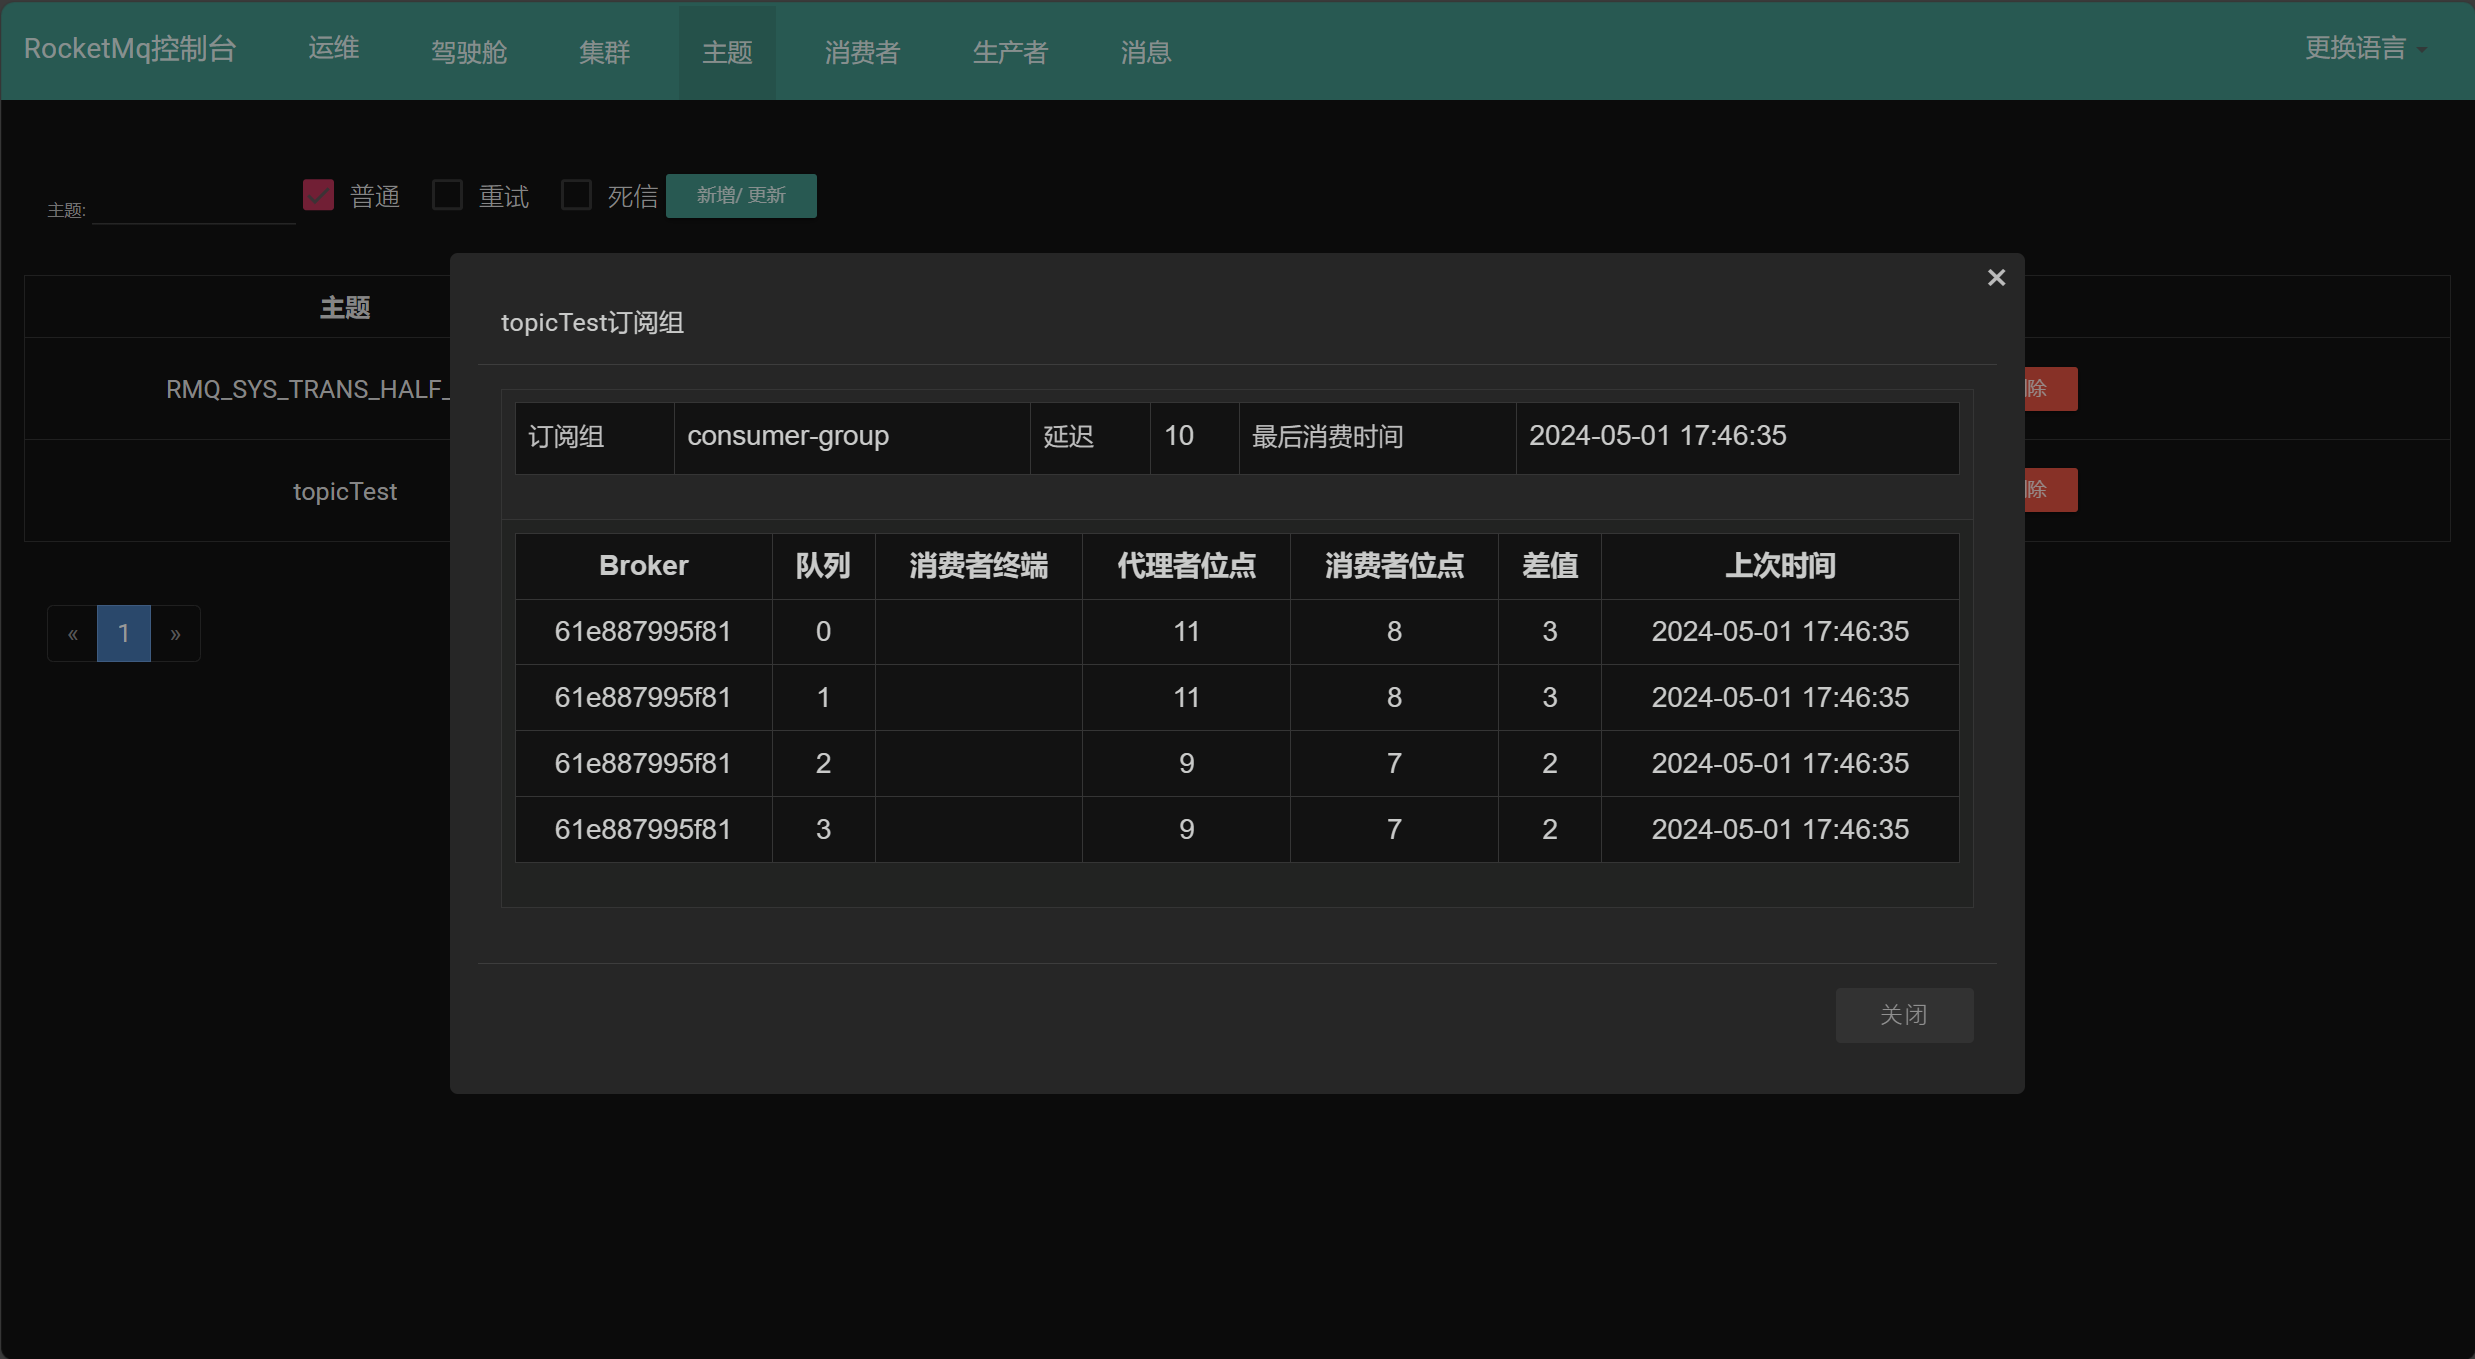 RocketMq控制台 运维 驾驶舱 集群 主题 消费者 生产者 消息 更换语言
主题: 普通 重试 死信 新增/ 更新
主题
RMQ_SYS_TRANS_HALF_
除
topicTest
除
« 1 »
×
topicTest订阅组
订阅组 consumer-group 延迟 10 最后消费时间 2024-05-01 17:46:35
Broker 队列 消费者终端 代理者位点 消费者位点 差值 上次时间
61e887995f81 0 11 8 3 2024-05-01 17:46:35
61e887995f81 1 11 8 3 2024-05-01 17:46:35
61e887995f81 2 9 7 2 2024-05-01 17:46:35
61e887995f81 3 9 7 2 2024-05-01 17:46:35
关闭